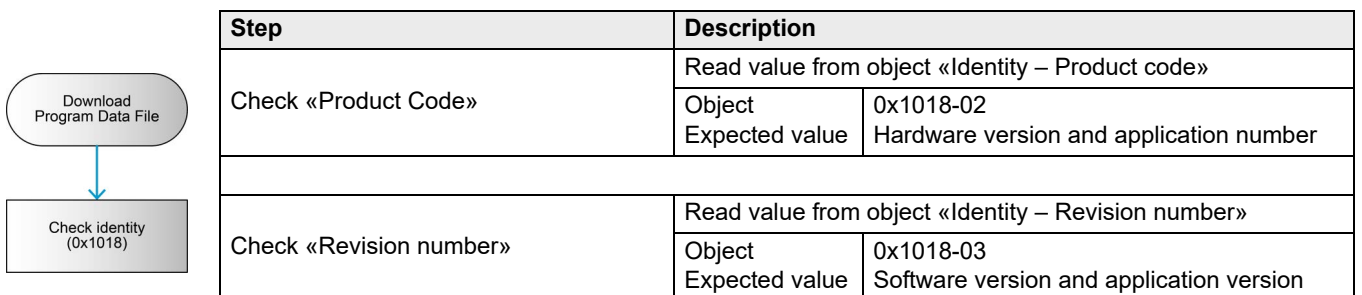 Download
Program Data File
Check identity
(0x1018)
Step Description
Check «Product Code»
Read value from object «Identity – Product code»
Object 0x1018-02
Expected value Hardware version and application number
Check «Revision number»
Read value from object «Identity – Revision number»
Object 0x1018-03
Expected value Software version and application version